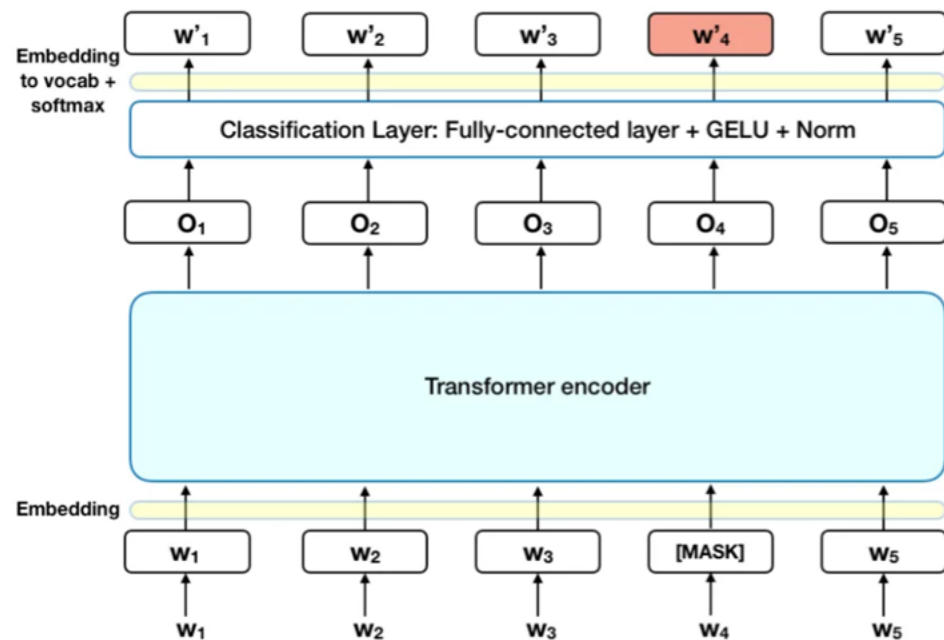 w'1 w'2 w'3 w'4 w'5
Embedding
to vocab +
softmax
Classification Layer: Fully-connected layer + GELU + Norm
O1 O2 O3 O4 O5
Transformer encoder
Embedding
w1 w2 w3 [MASK] w5
w1 w2 w3 w4 w5